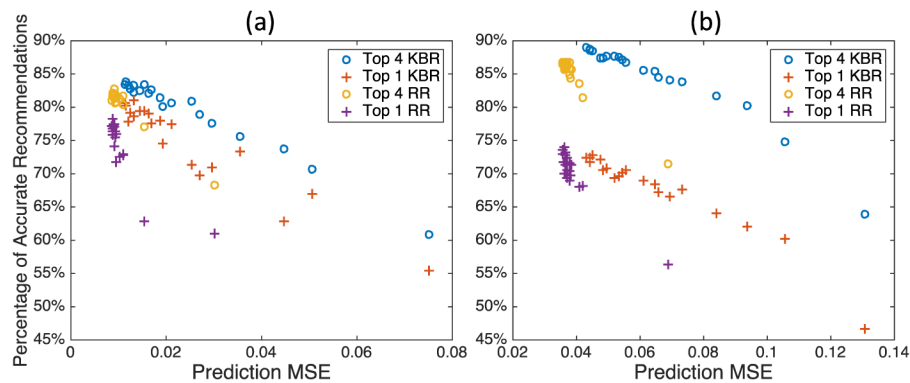 (a)
(b)
Percentage of Accurate Recommendations
90%
85%
80%
75%
70%
65%
60%
55%
50%
45%
Top 4 KBR
Top 1 KBR
Top 4 RR
Top 1 RR
0
0.02
0.04
0.06
0.08
Prediction MSE
90%
85%
80%
75%
70%
65%
60%
55%
50%
45%
Top 4 KBR
Top 1 KBR
Top 4 RR
Top 1 RR
0.02
0.04
0.06
0.08
0.1
0.12
0.14
Prediction MSE